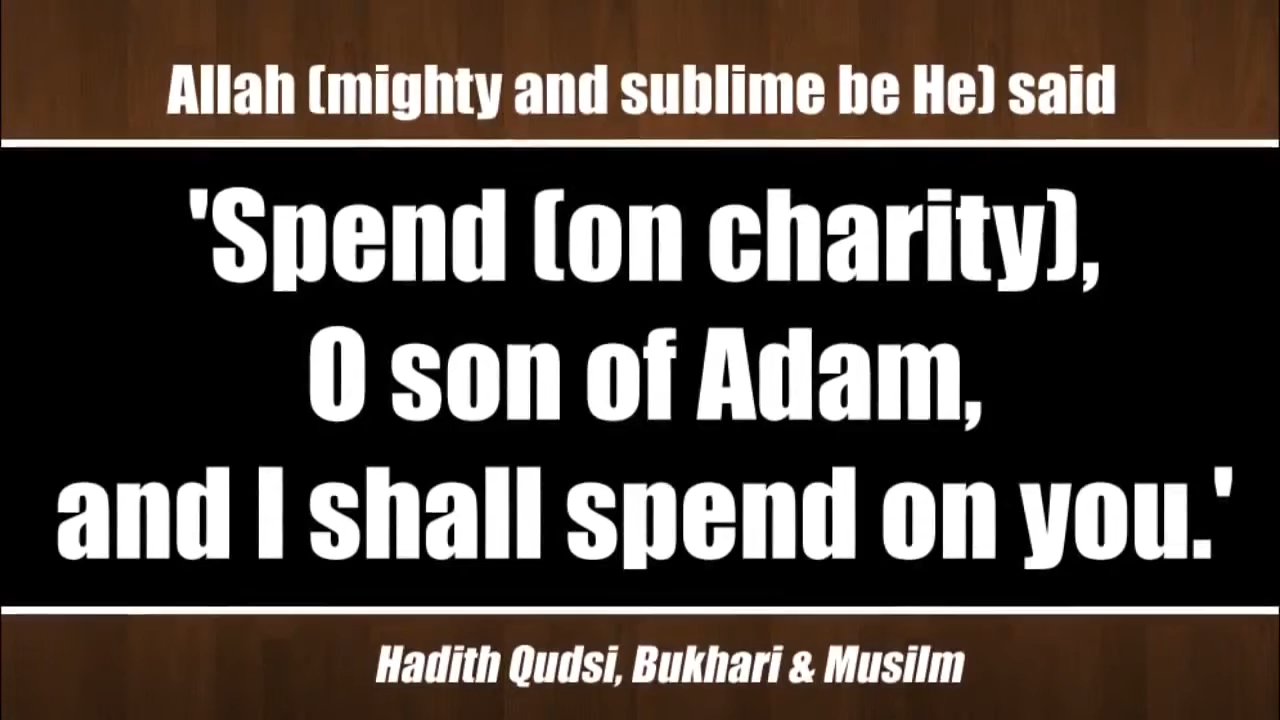 Allah (mighty and sublime be He) said
'Spend (on charity),
O son of Adam,
and I shall spend on you.'
Hadith Qudsi, Bukhari & Musilm